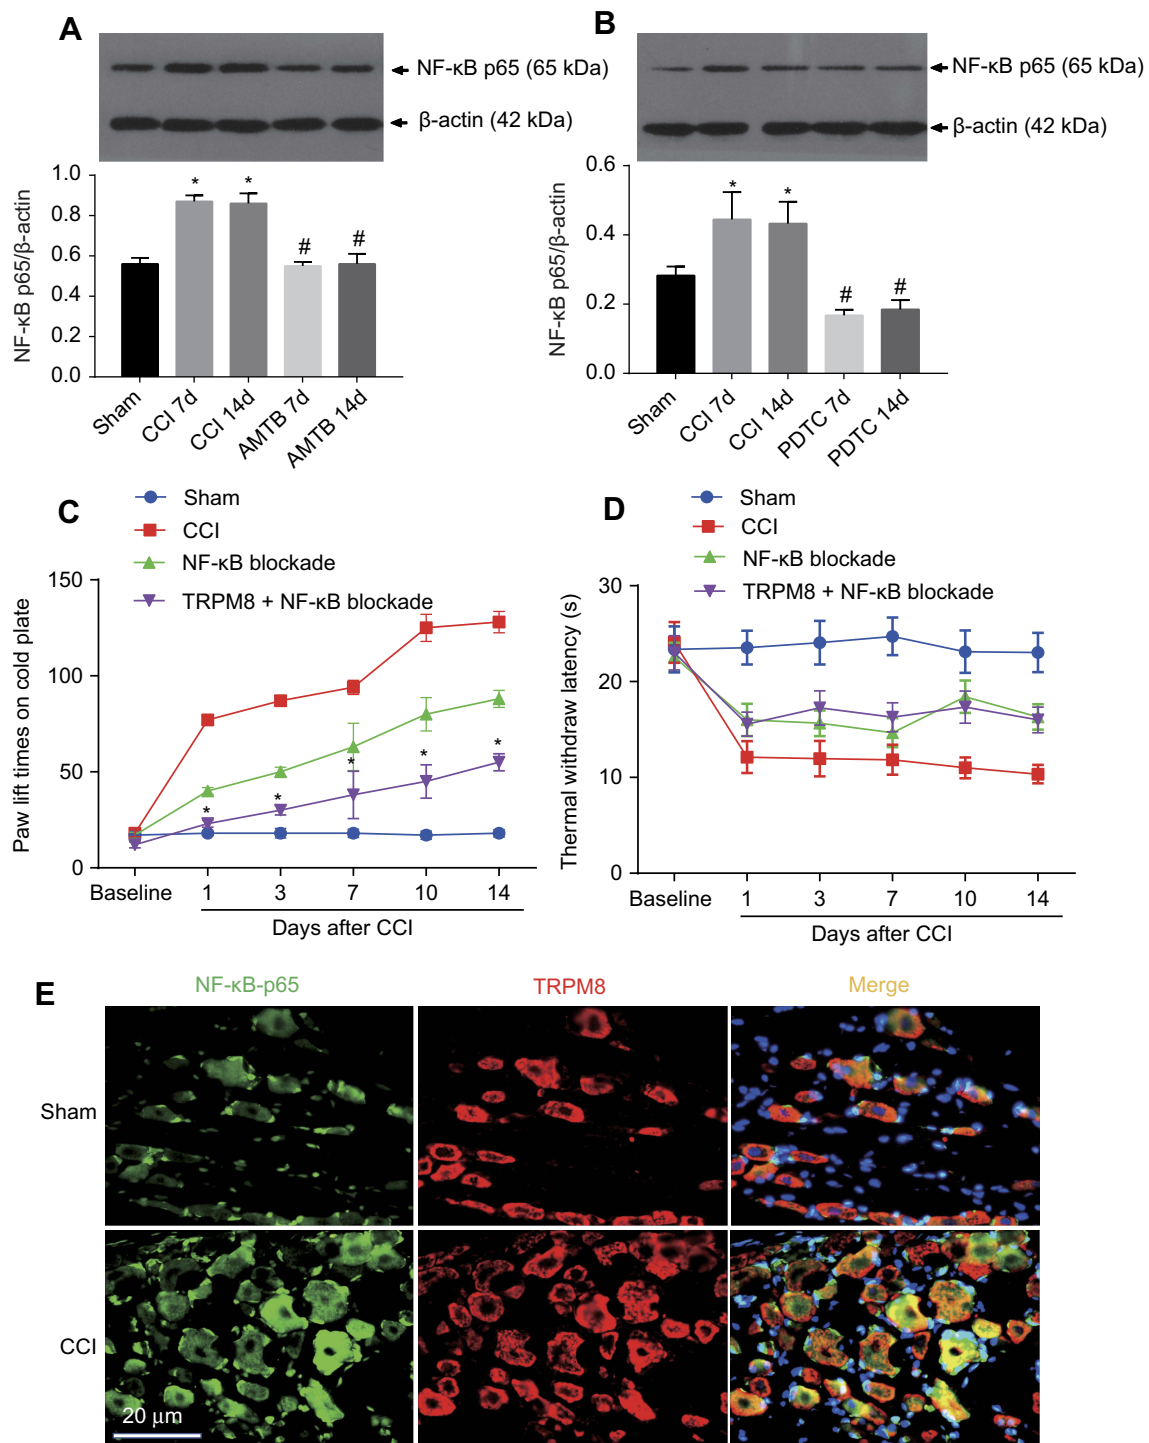 A
NF-κB p65 (65 kDa)
β-actin (42 kDa)
NF-κB p65/β-actin
1.0
0.8
0.6
0.4
0.2
0.0
* * # #
Sham
CCI 7d
CCI 14d
AMTB 7d
AMTB 14d
B
NF-κB p65 (65 kDa)
β-actin (42 kDa)
NF-κB p65/β-actin
0.6
0.4
0.2
0.0
* * # #
Sham
CCI 7d
CCI 14d
PDTC 7d
PDTC 14d
C
Sham
CCI
NF-κB blockade
TRPM8 + NF-κB blockade
Paw lift times on cold plate
150
100
50
0
* * * * *
Baseline 1 3 7 10 14
Days after CCI
D
Sham
CCI
NF-κB blockade
TRPM8 + NF-κB blockade
Thermal withdraw latency (s)
30
20
10
0
Baseline 1 3 7 10 14
Days after CCI
E
NF-κB-p65 TRPM8 Merge
Sham
CCI
20 μm